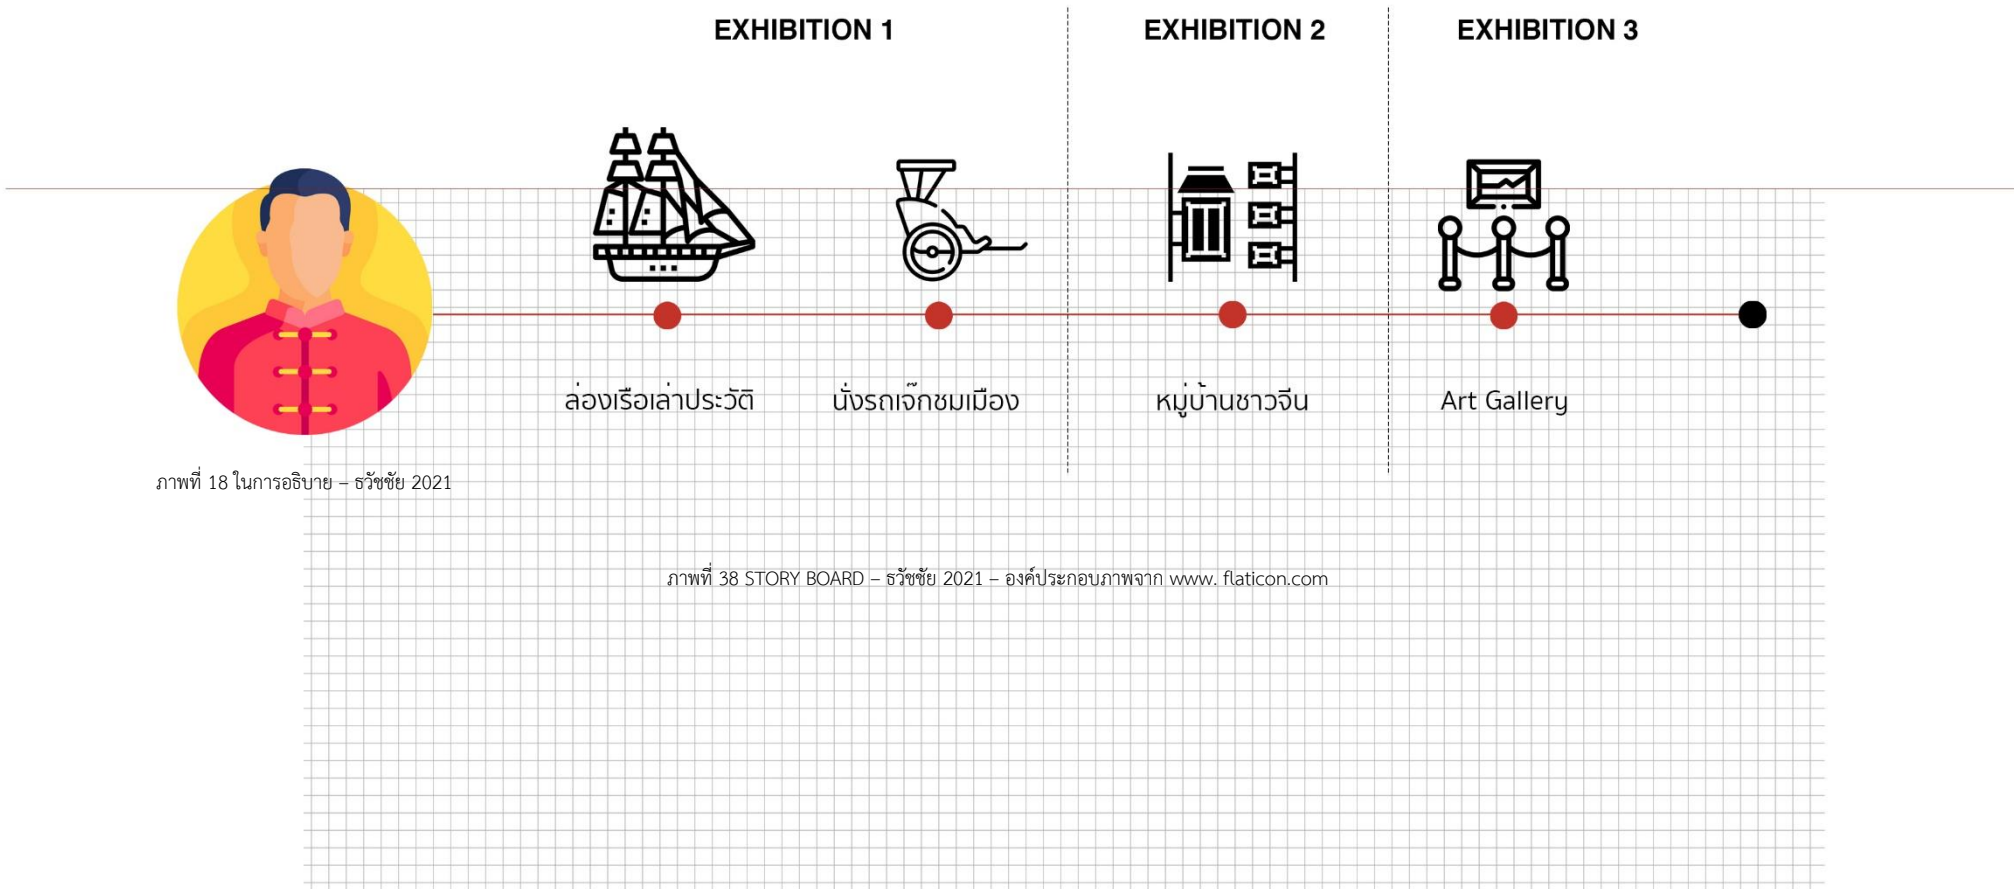 EXHIBITION 1
EXHIBITION 2
EXHIBITION 3
ล่องเรือเล่าประวัติ
นั่งรถเจ๊กชมเมือง
หมู่บ้านชาวจีน
Art Gallery
ภาพที่ 18 ในการอธิบาย – ธวัชชัย 2021
ภาพที่ 38 STORY BOARD – ธวัชชัย 2021 – องค์ประกอบภาพจาก www. flaticon.com